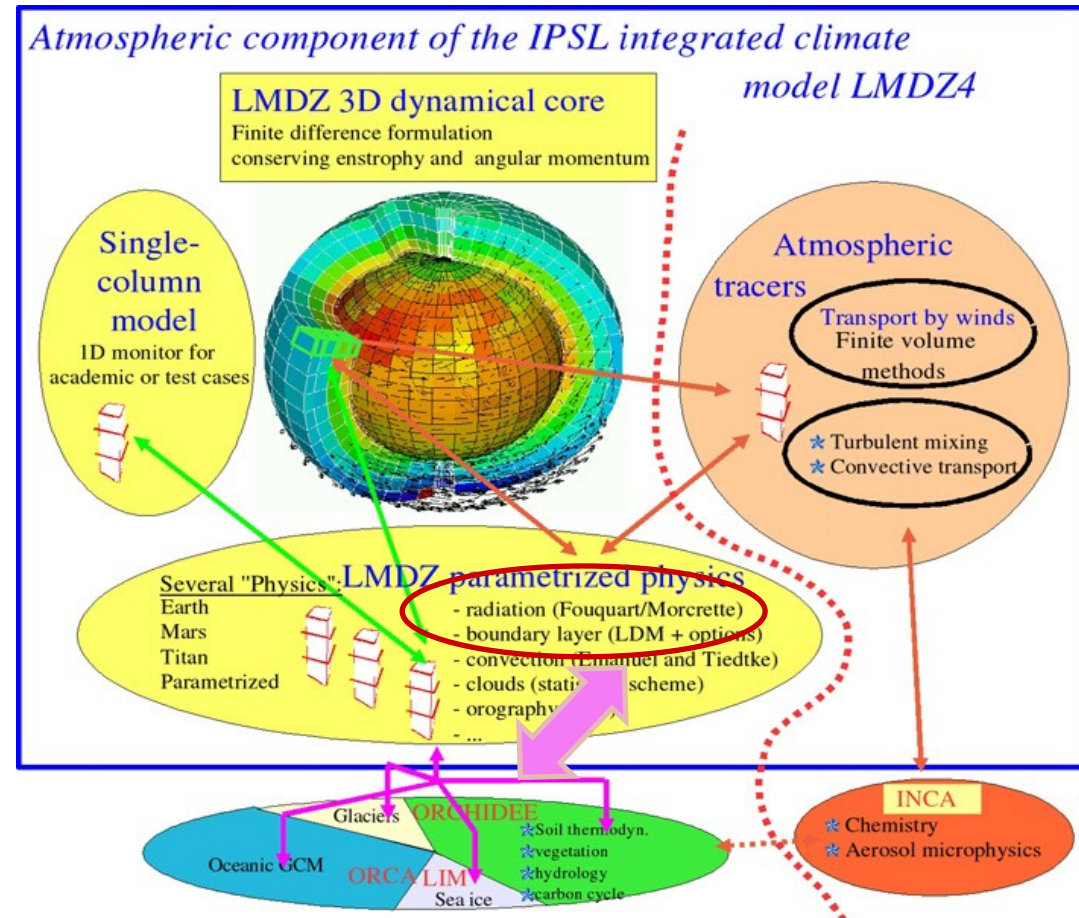 Atmospheric component of the IPSL integrated climate
model LMDZ4
LMDZ 3D dynamical core
Finite difference formulation
conserving enstrophy and angular momentum
Single-
column
model
1D monitor for
academic or test cases
Atmospheric
tracers
Transport by winds
Finite volume
methods
Turbulent mixing
Convective transport
LMDZ parametrized physics
Several "Physics":
Earth
Mars
Titan
Parametrized
- radiation (Fouquart/Morcrette)
- boundary layer (LDM + options)
- convection (Emanuel and Tiedtke)
- clouds (statis scheme)
- orography
- ...
Glaciers
ORCHIDEE
Soil thermodyn.
vegetation
hydrology
carbon cycle
Oceanic GCM
ORCA LIM
Sea ice
INCA
Chemistry
Aerosol microphysics